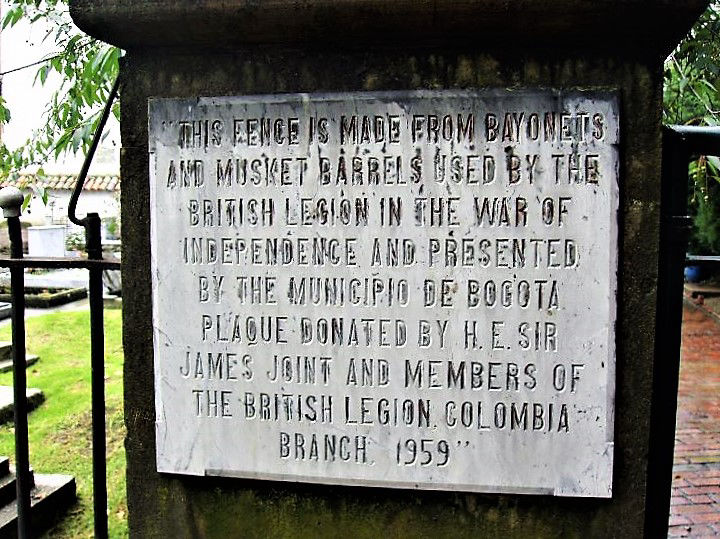 "THIS FENCE IS MADE FROM BAYONETS
AND MUSKET BARRELS USED BY THE
BRITISH LEGION IN THE WAR OF
INDEPENDENCE AND PRESENTED
BY THE MUNICIPIO DE BOGOTA
PLAQUE DONATED BY H.E. SIR
JAMES JOINT AND MEMBERS OF
THE BRITISH LEGION, COLOMBIA
BRANCH, 1959"